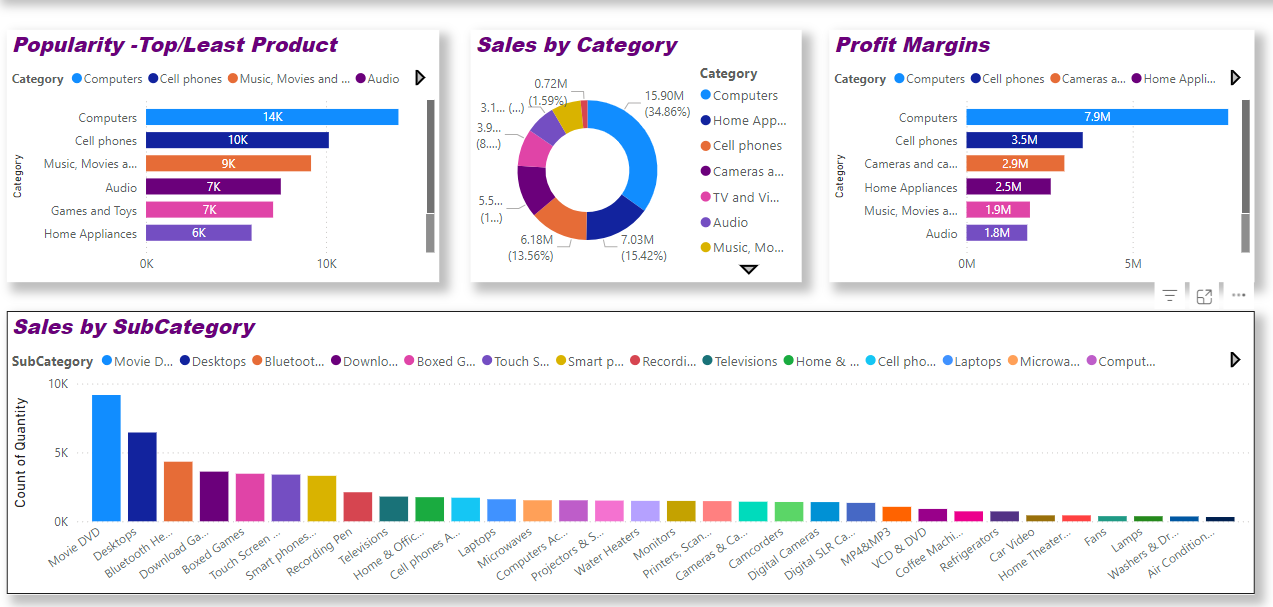 Popularity -Top/Least Product
Category Computers Cell phones Music, Movies and ... Audio
Category
Computers 14K
Cell phones 10K
Music, Movies a... 9K
Audio 7K
Games and Toys 7K
Home Appliances 6K
0K 10K
Sales by Category
0.72M
(1.59%)
3.1... (...)
3.9...
(8....)
5.5...
(1...)
6.18M
(13.56%)
7.03M
(15.42%)
15.90M
(34.86%)
Category
Computers
Home App...
Cell phones
Cameras a...
TV and Vi...
Audio
Music, Mo...
Profit Margins
Category Computers Cell phones Cameras a... Home Appli...
Category
Computers 7.9M
Cell phones 3.5M
Cameras and ca... 2.9M
Home Appliances 2.5M
Music, Movies a... 1.9M
Audio 1.8M
0M 5M
Sales by SubCategory
SubCategory Movie D... Desktops Bluetoot... Downlo... Boxed G... Touch S... Smart p... Recordi... Televisions Home & ... Cell pho... Laptops Microwa... Comput...
Count of Quantity
10K
5K
0K
Movie DVD
Desktops
Bluetooth He...
Download Ga...
Boxed Games
Touch Screen ...
Smart phones...
Recording Pen
Televisions
Home & Offic...
Cell phones A...
Laptops
Microwaves
Computers Ac...
Projectors & S...
Water Heaters
Monitors
Printers, Scan...
Cameras & Ca...
Camcorders
Digital Cameras
Digital SLR Ca...
MP4&MP3
VCD & DVD
Coffee Machi...
Refrigerators
Car Video
Home Theater...
Fans
Lamps
Washers & Dr...
Air Condition...